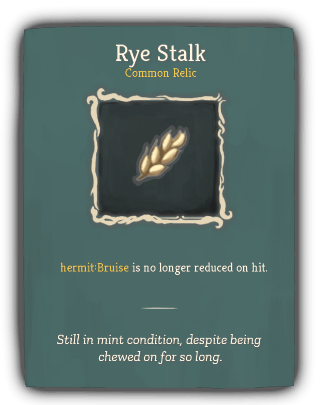 Rye Stalk
Common Relic
hermit:Bruise is no longer reduced on hit.
Still in mint condition, despite being
chewed on for so long.